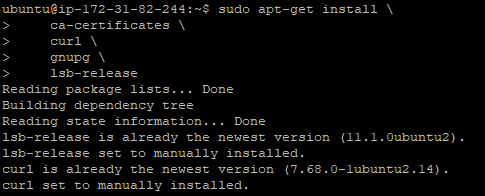 ubuntu@ip-172-31-82-244:~$ sudo apt-get install \
>     ca-certificates \
>     curl \
>     gnupg \
>     lsb-release
Reading package lists... Done
Building dependency tree
Reading state information... Done
lsb-release is already the newest version (11.1.0ubuntu2).
lsb-release set to manually installed.
curl is already the newest version (7.68.0-1ubuntu2.14).
curl set to manually installed.